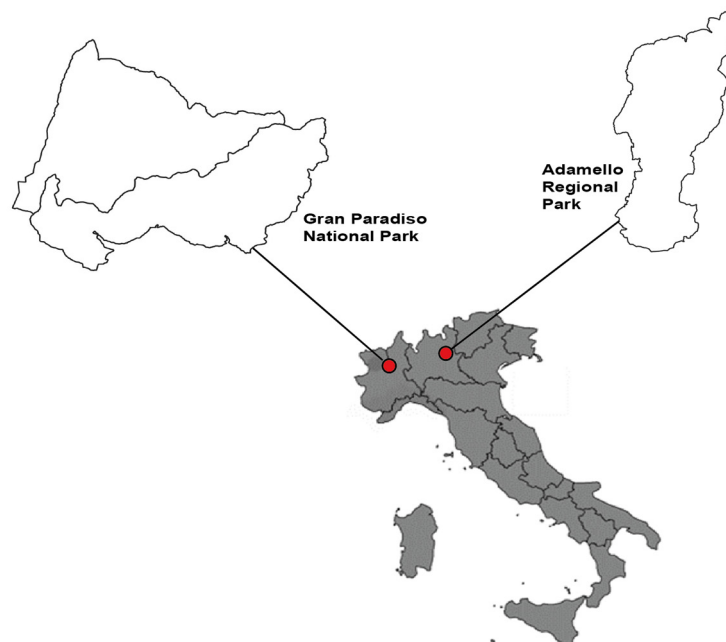 Gran Paradiso
National Park
Adamello
Regional
Park